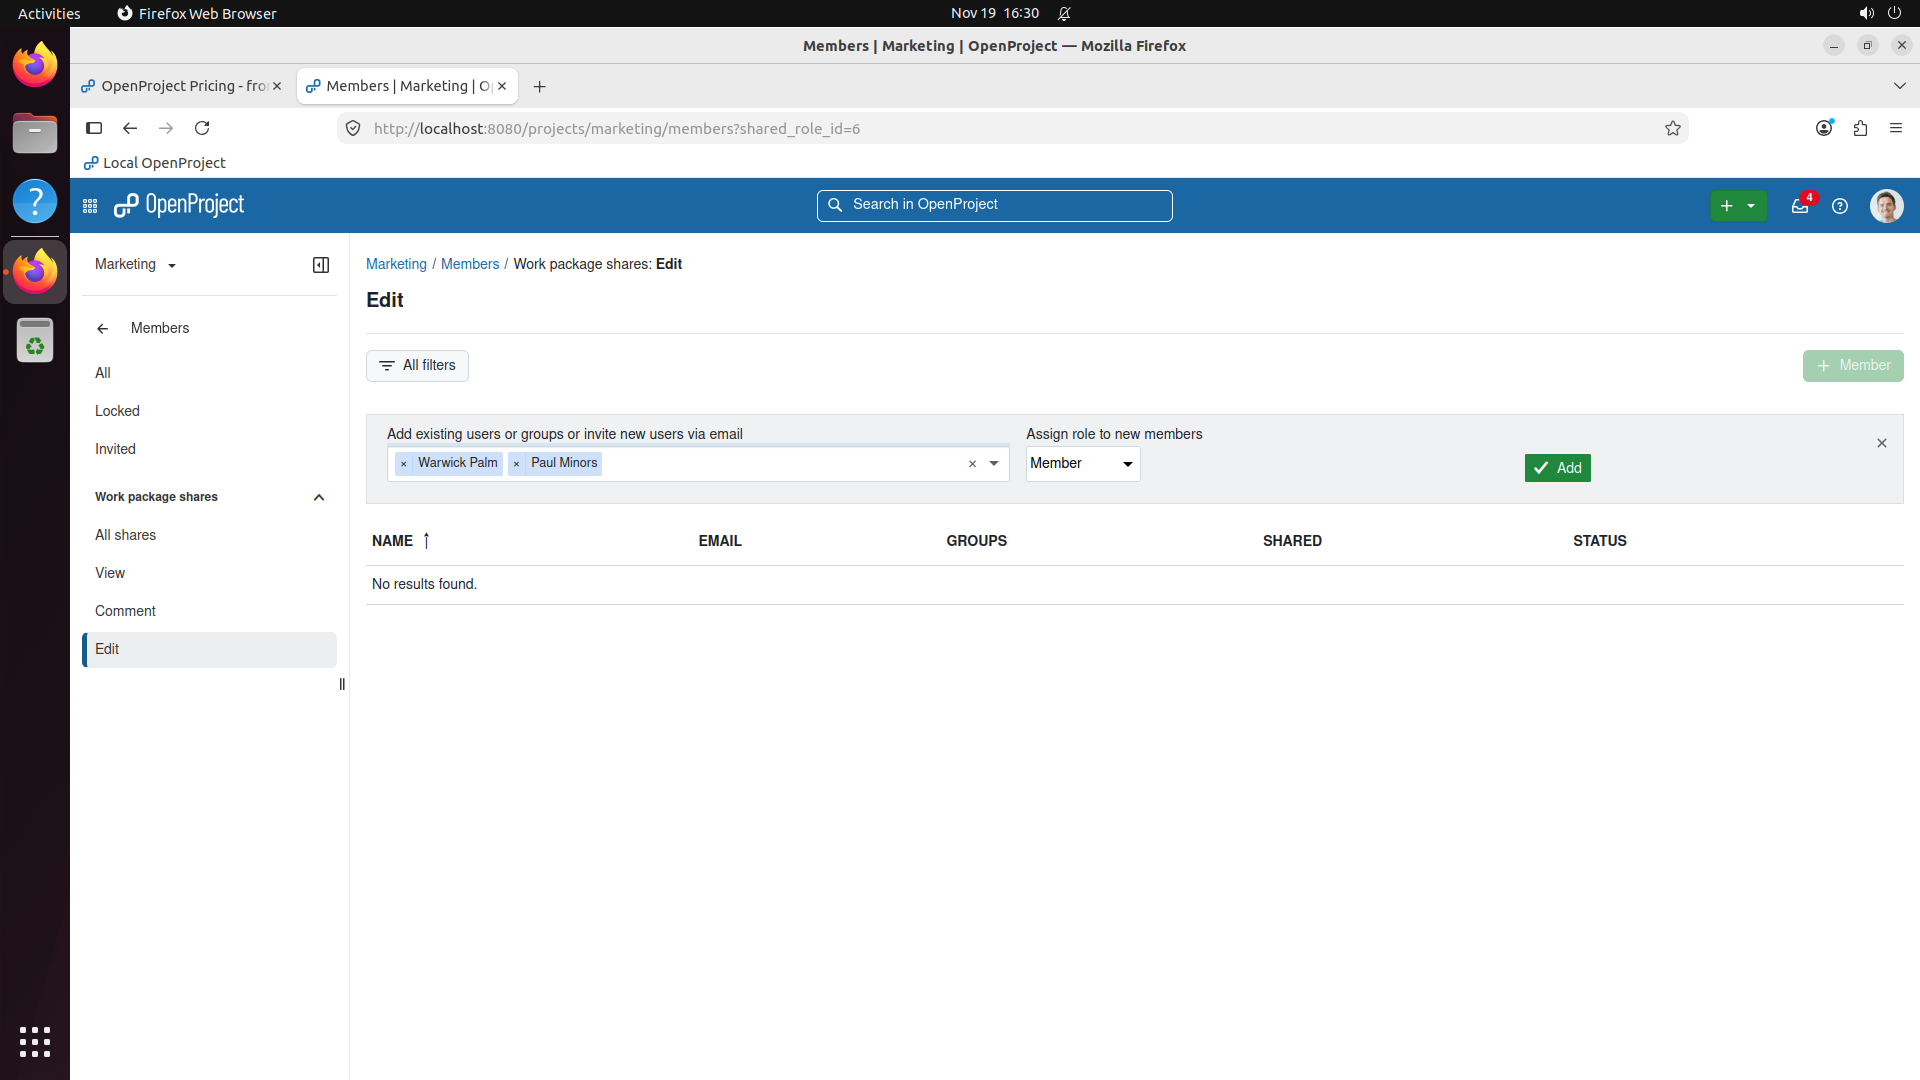 Activities
Firefox Web Browser
Nov 19 16:30
Members | Marketing | OpenProject — Mozilla Firefox
OpenProject Pricing - fro
Members | Marketing | O
http://localhost:8080/projects/marketing/members?shared_role_id=6
Local OpenProject
OpenProject
Search in OpenProject
4
Marketing
Marketing / Members / Work package shares: Edit
Edit
Members
All filters
+ Member
All
Locked
Invited
Add existing users or groups or invite new users via email
Assign role to new members
× Warwick Palm × Paul Minors
Member
Add
Work package shares
All shares
View
Comment
Edit
NAME EMAIL GROUPS SHARED STATUS
No results found.